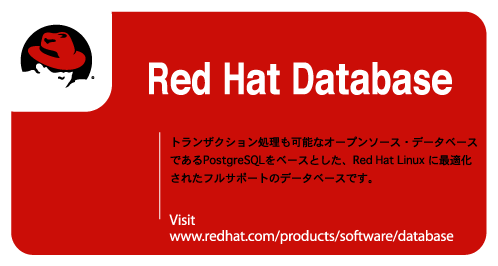 Red Hat Database
トランザクション処理も可能なオープンソース・データベース
であるPostgreSQLをベースとした、Red Hat Linux に最適化
されたフルサポートのデータベースです。
Visit
www.redhat.com/products/software/database